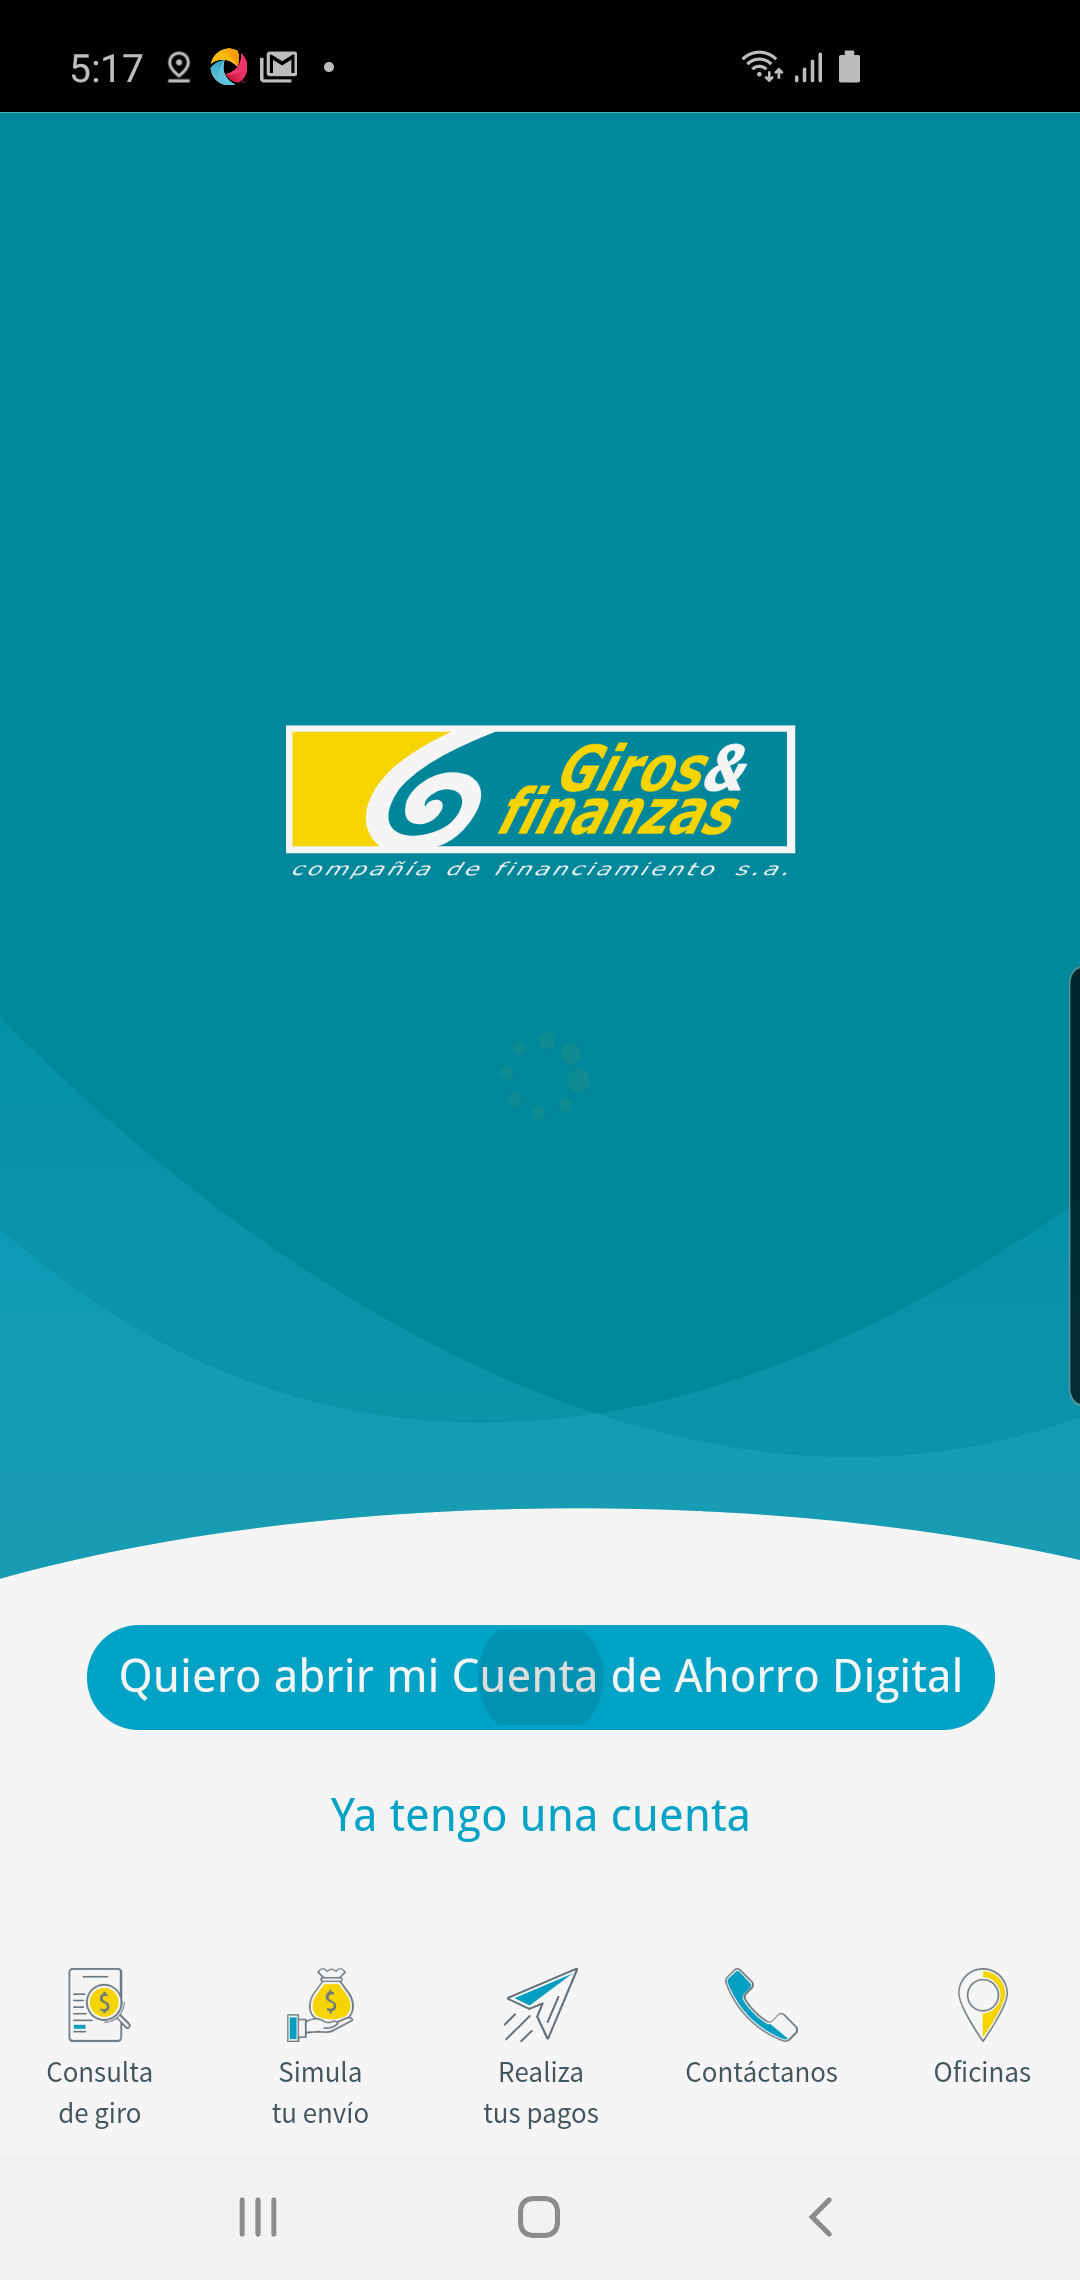 5:17
Giros&
finanzas
compañía de financiamiento s.a.
Quiero abrir mi Cuenta de Ahorro Digital
Ya tengo una cuenta
Consulta
de giro
Simula
tu envío
Realiza
tus pagos
Contáctanos
Oficinas